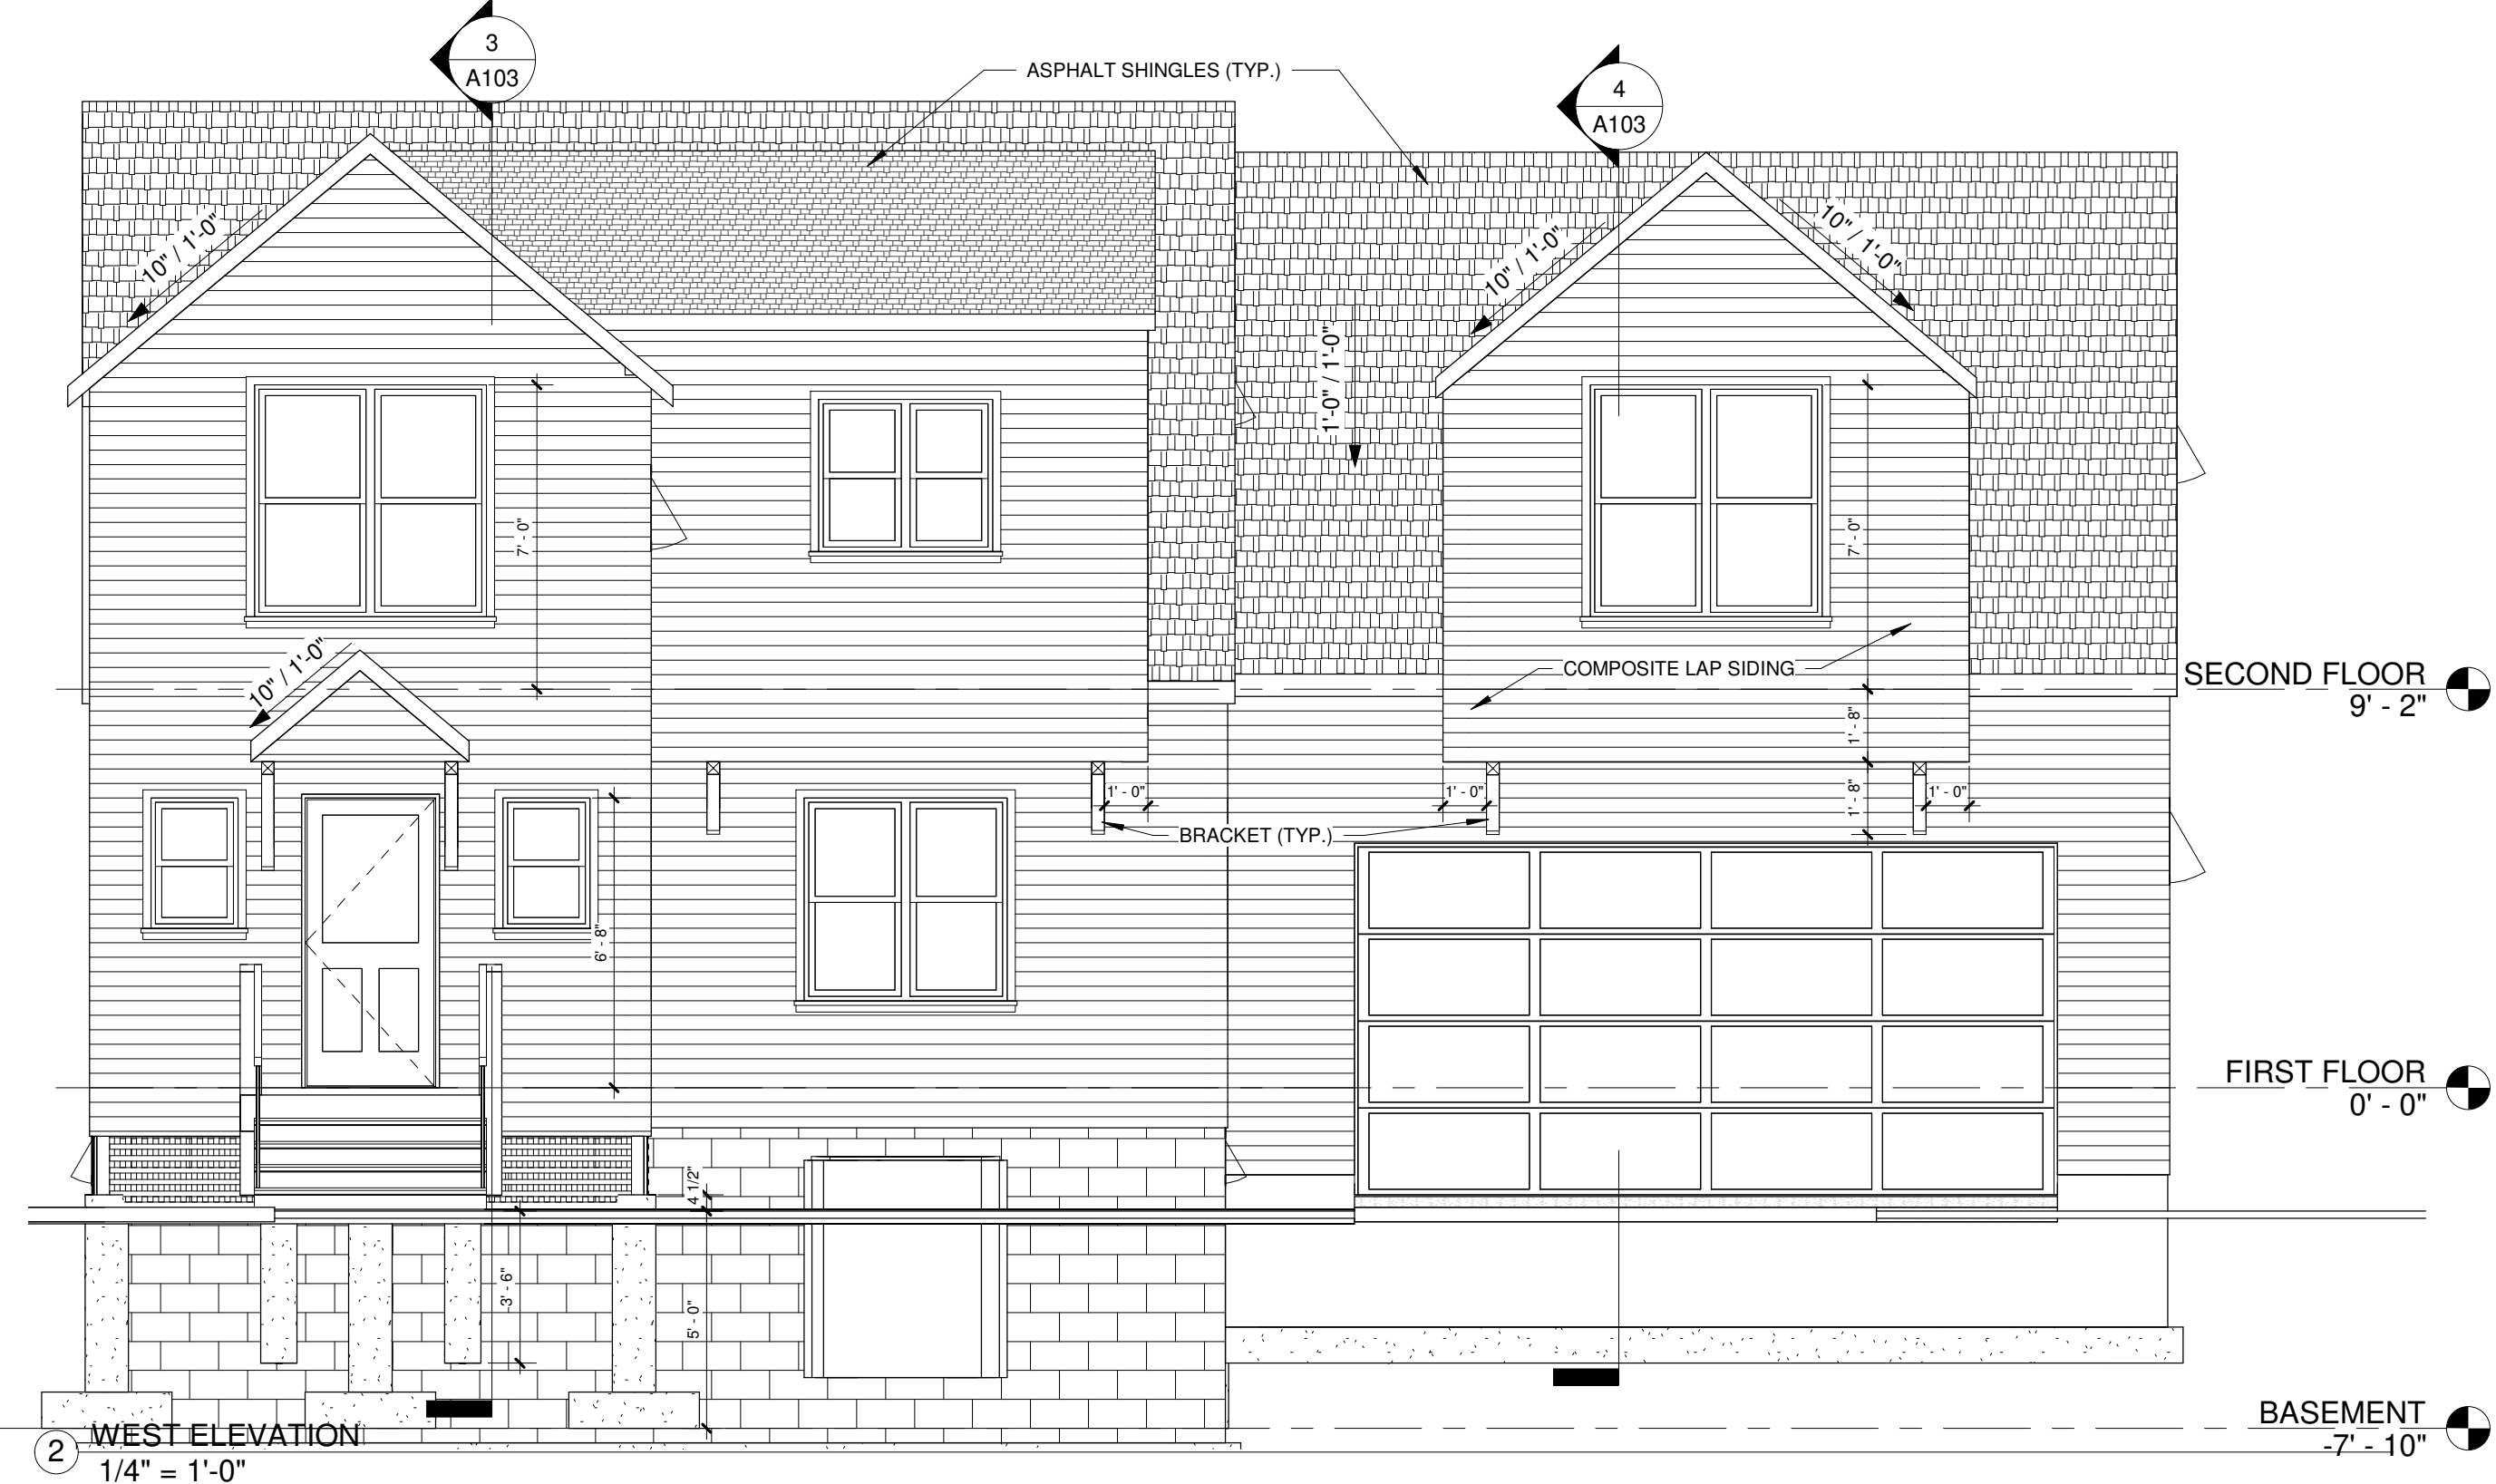 3
A103
ASPHALT SHINGLES (TYP.)
4
A103
10" / 1'-0"
10" / 1'-0"
10" / 1'-0"
1'-0" / 1'-0"
7' - 0"
7' - 0"
10" / 1'-0"
COMPOSITE LAP SIDING
SECOND FLOOR
9' - 2"
1' - 8"
1' - 0"
1' - 0"
1' - 8"
1' - 0"
BRACKET (TYP.)
6' - 8"
FIRST FLOOR
0' - 0"
4 1/2"
3' - 6"
5' - 0"
BASEMENT
-7' - 10"
2
WEST ELEVATION
1/4" = 1'-0"